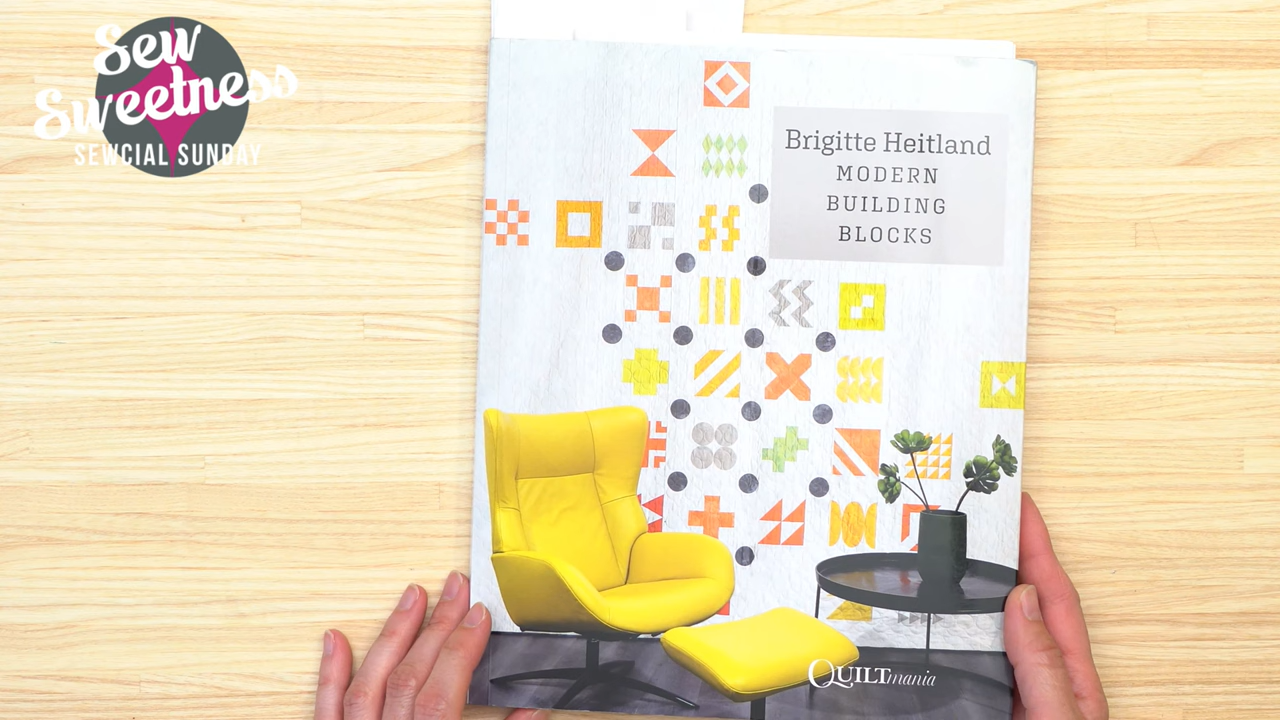 Sew
Sweetness
SEWCIAL SUNDAY
Brigitte Heitland
MODERN
BUILDING
BLOCKS
QUILTmania